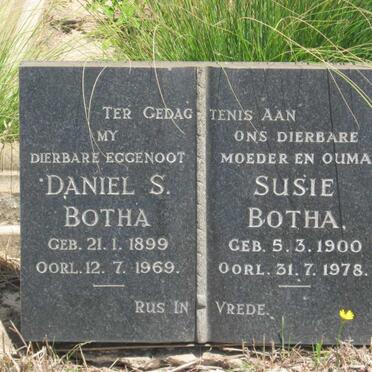 TER GEDAGTENIS AAN
MY
DIERBARE EGGENOOT
DANIEL S.
BOTHA
GEB. 21. 1. 1899
OORL. 12. 7. 1969.
ONS DIERBARE
MOEDER EN OUMA
SUSIE
BOTHA.
GEB. 5. 3. 1900
OORL. 31. 7. 1978.
RUS IN VREDE.